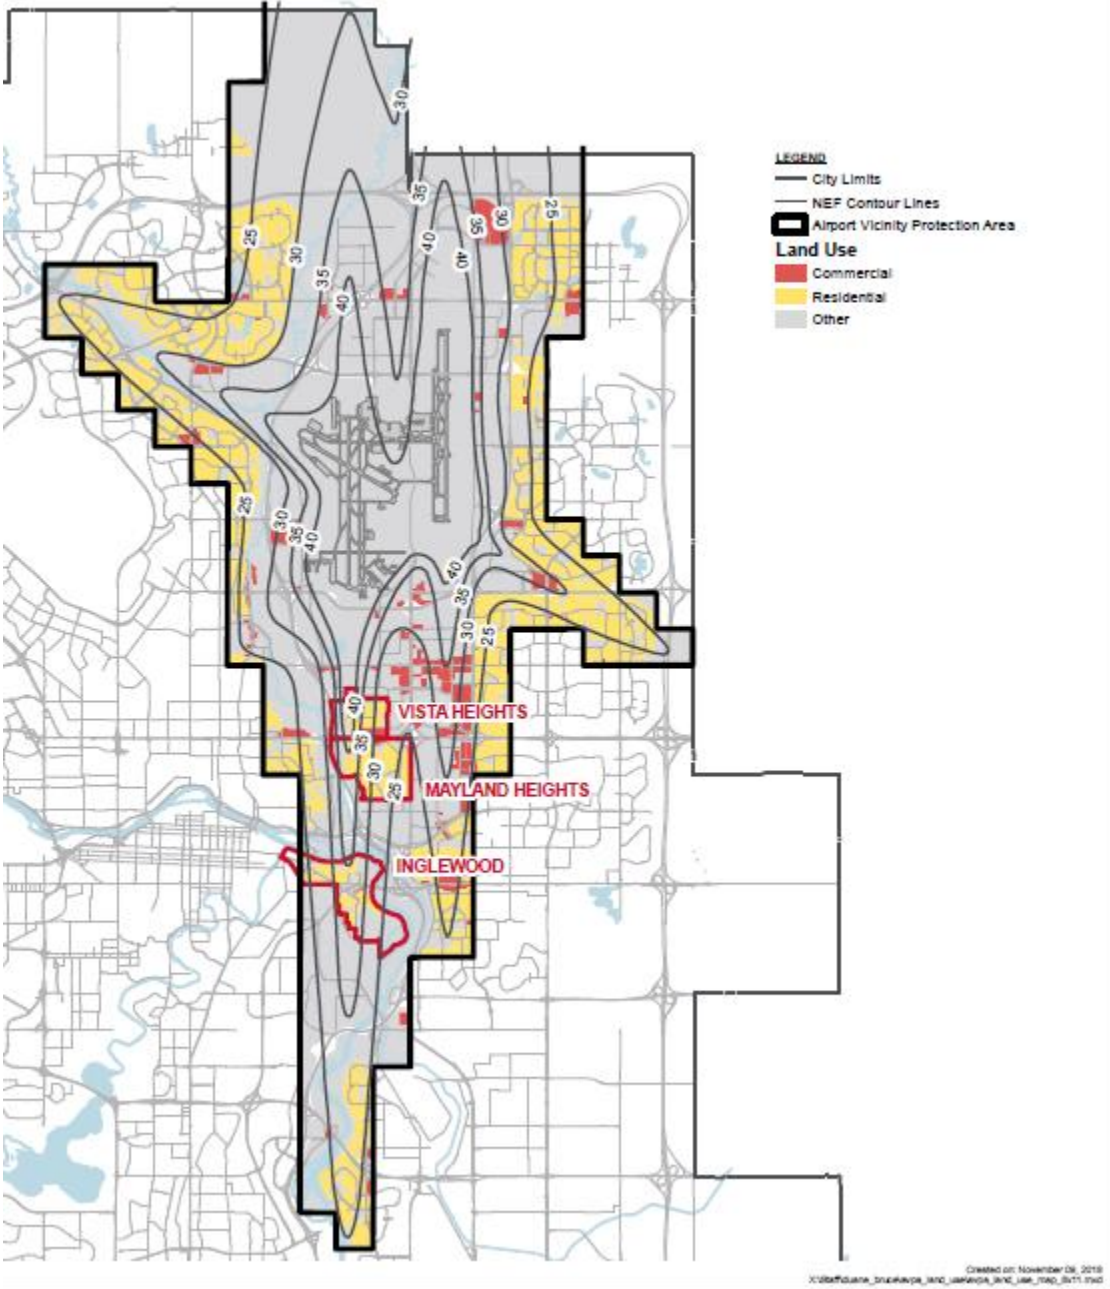 30
35
25
35
30
25
40
40
25
30
35
40
25
30
35
40
40
35
30
25
40
35
30
25
VISTA HEIGHTS
MAYLAND HEIGHTS
INGLEWOOD
LEGEND
City Limits
NEF Contour Lines
Airport Vicinity Protection Area
Land Use
Commercial
Residential
Other
Created on: November 08, 2018